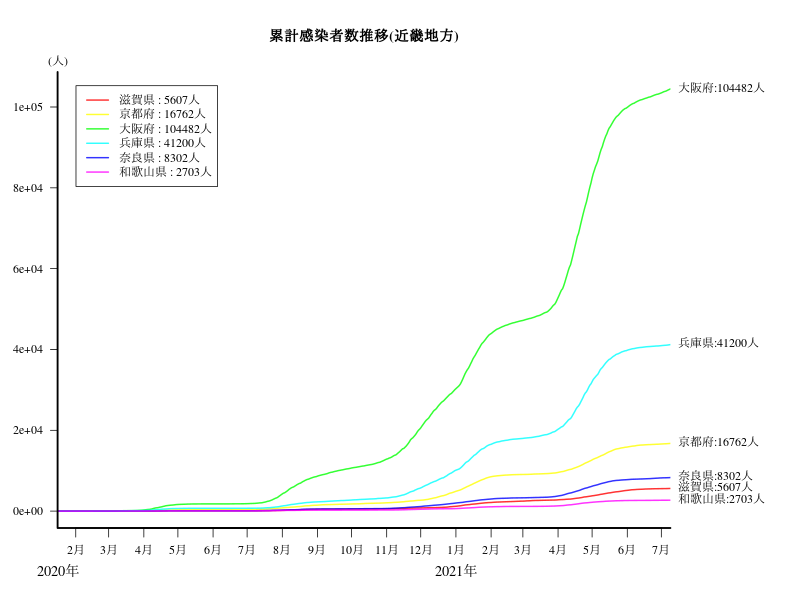 累計感染者数推移(近畿地方)
(人)
滋賀県 : 5607人
京都府 : 16762人
大阪府 : 104482人
兵庫県 : 41200人
奈良県 : 8302人
和歌山県 : 2703人
1e+05
8e+04
6e+04
4e+04
2e+04
0e+00
大阪府:104482人
兵庫県:41200人
京都府:16762人
奈良県:8302人
滋賀県:5607人
和歌山県:2703人
2月 3月 4月 5月 6月 7月 8月 9月 10月 11月 12月 1月 2月 3月 4月 5月 6月 7月
2020年 2021年